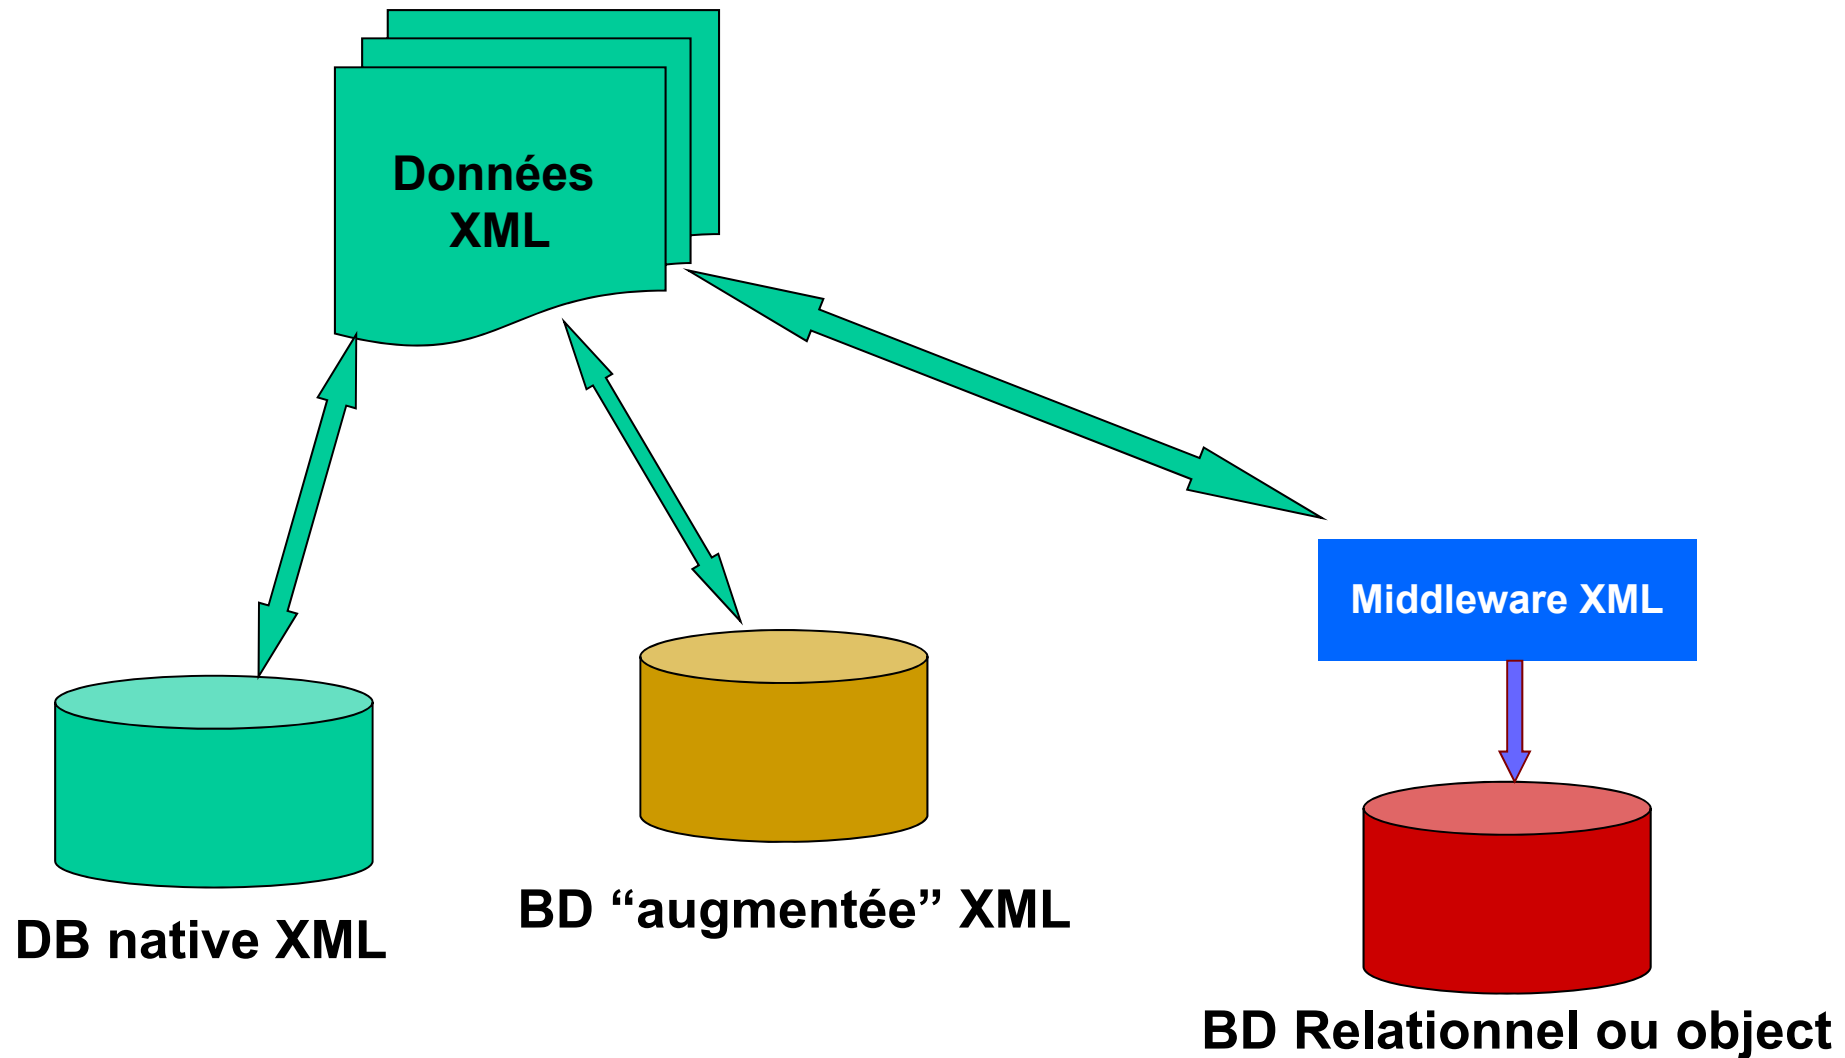 Données
XML
Middleware XML
BD “augmentée” XML
DB native XML
BD Relationnel ou object